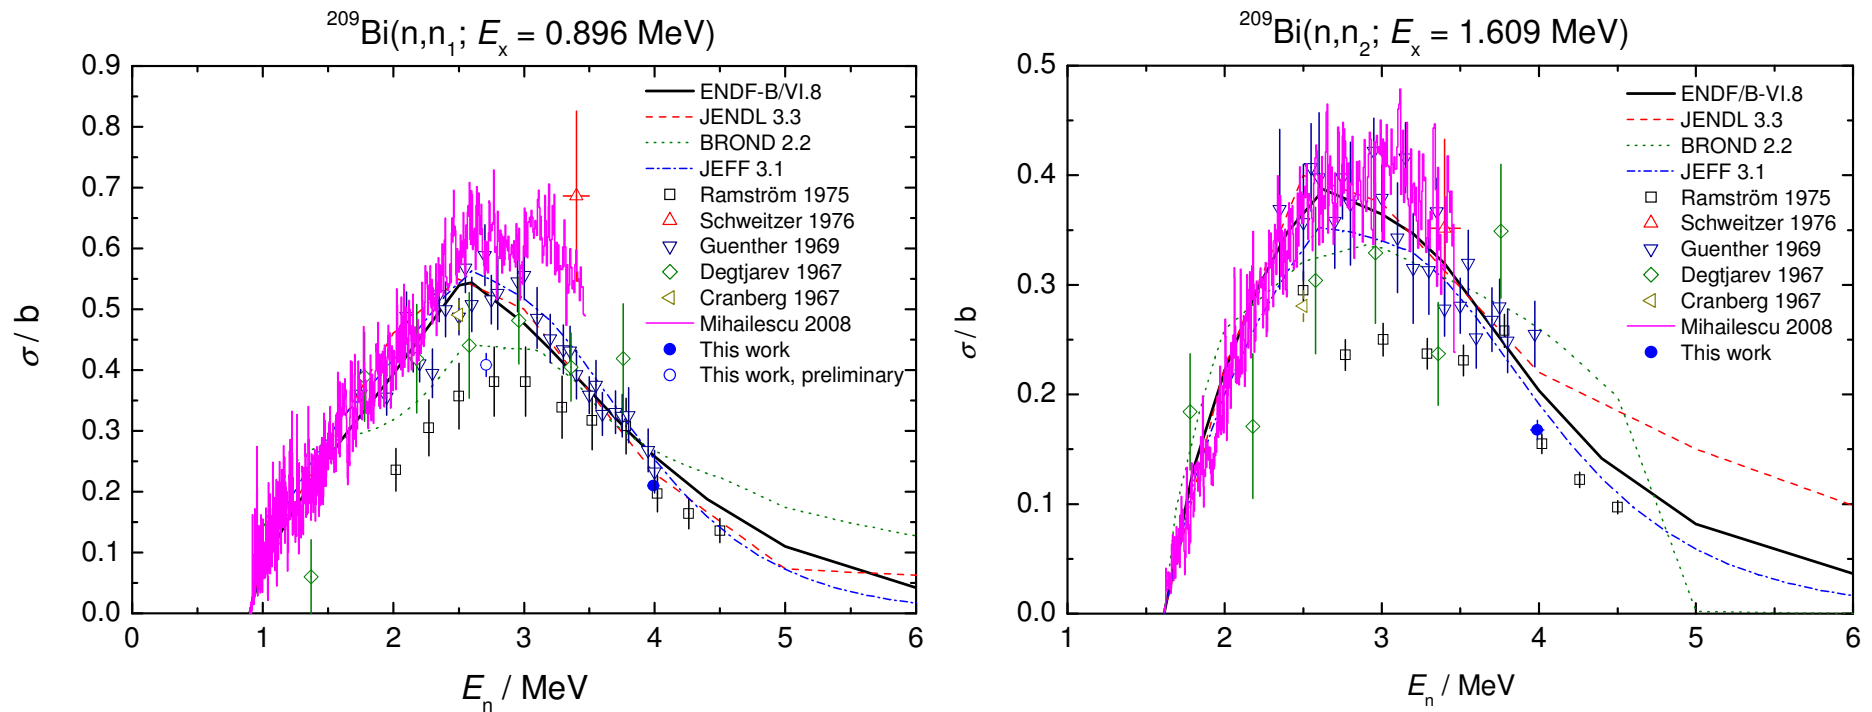 ²⁰⁹Bi(n,n₁; Eₓ = 0.896 MeV)
0.9
0.8
0.7
0.6
0.5
0.4
0.3
0.2
0.1
0.0
σ / b
ENDF-B/VI.8
JENDL 3.3
BROND 2.2
JEFF 3.1
Ramström 1975
Schweitzer 1976
Guenther 1969
Degtjarev 1967
Cranberg 1967
Mihailescu 2008
This work
This work, preliminary
0 1 2 3 4 5 6
Eₙ / MeV
²⁰⁹Bi(n,n₂; Eₓ = 1.609 MeV)
0.5
0.4
0.3
0.2
0.1
0.0
σ / b
ENDF/B-VI.8
JENDL 3.3
BROND 2.2
JEFF 3.1
Ramström 1975
Schweitzer 1976
Guenther 1969
Degtjarev 1967
Cranberg 1967
Mihailescu 2008
This work
1 2 3 4 5 6
Eₙ / MeV